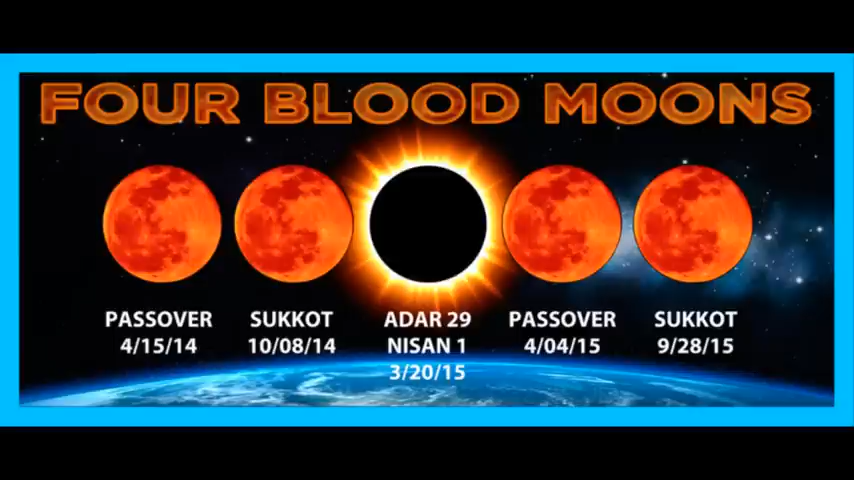 FOUR BLOOD MOONS
PASSOVER
4/15/14
SUKKOT
10/08/14
ADAR 29
NISAN 1
3/20/15
PASSOVER
4/04/15
SUKKOT
9/28/15